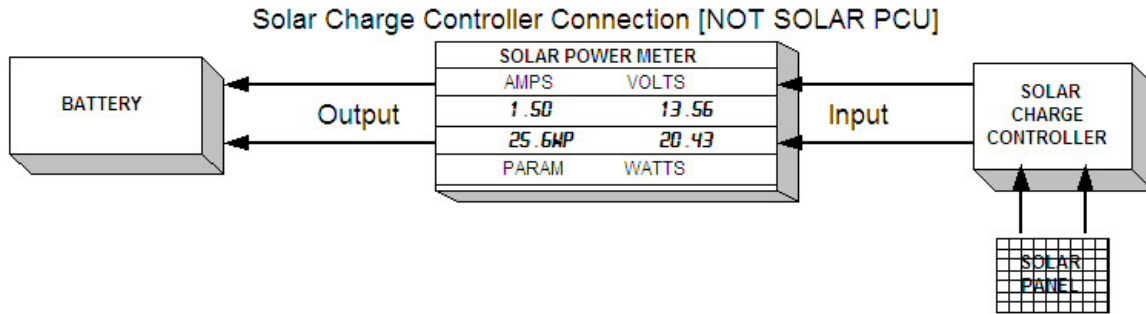 Solar Charge Controller Connection [NOT SOLAR PCU]
BATTERY
Output
SOLAR POWER METER
AMPS VOLTS
1.50 13.56
25.6WP 20.43
PARAM WATTS
Input
SOLAR
CHARGE
CONTROLLER
SOLAR
PANEL